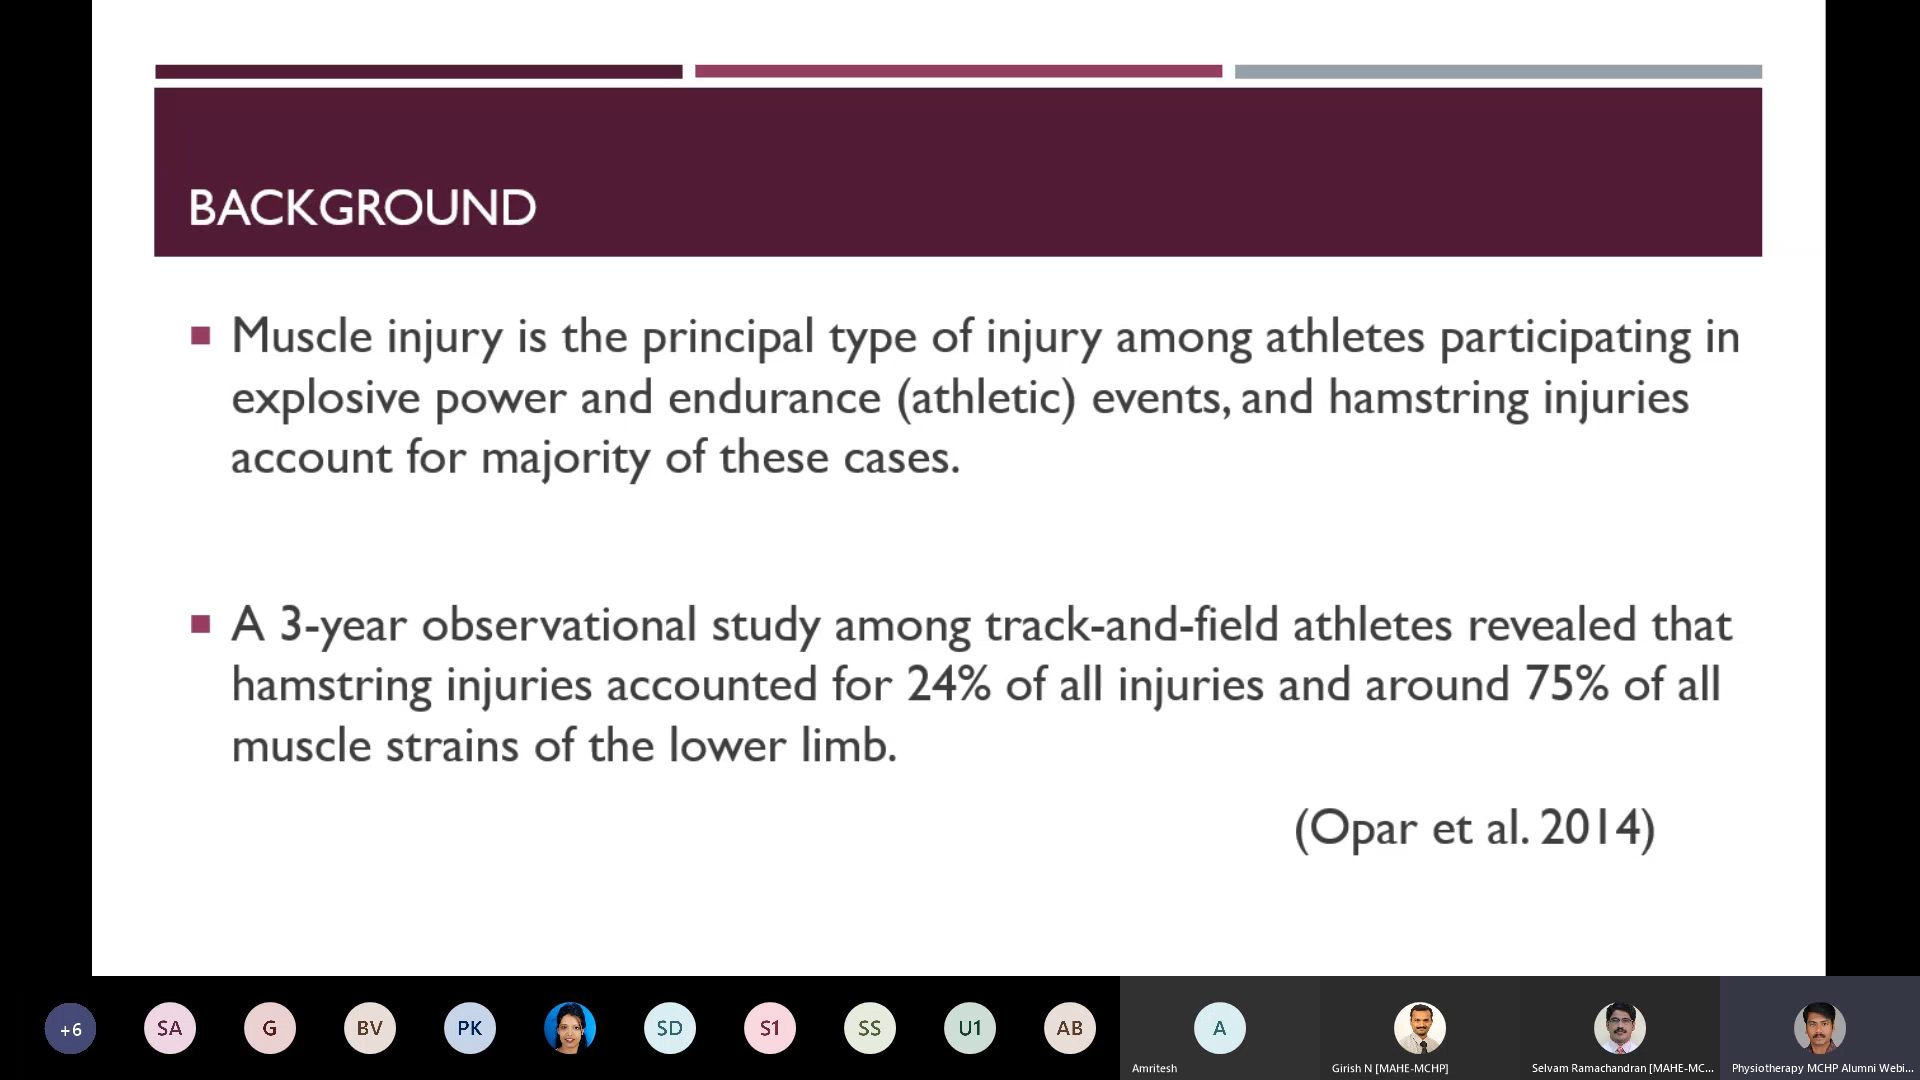 BACKGROUND
Muscle injury is the principal type of injury among athletes participating in
explosive power and endurance (athletic) events, and hamstring injuries
account for majority of these cases.
A 3-year observational study among track-and-field athletes revealed that
hamstring injuries accounted for 24% of all injuries and around 75% of all
muscle strains of the lower limb.
(Opar et al. 2014)
+6
SA
G
BV
PK
SD
S1
SS
U1
AB
A
Amritesh
Girish N [MAHE-MCHP]
Selvam Ramachandran [MAHE-MC...
Physiotherapy MCHP Alumni Webi...